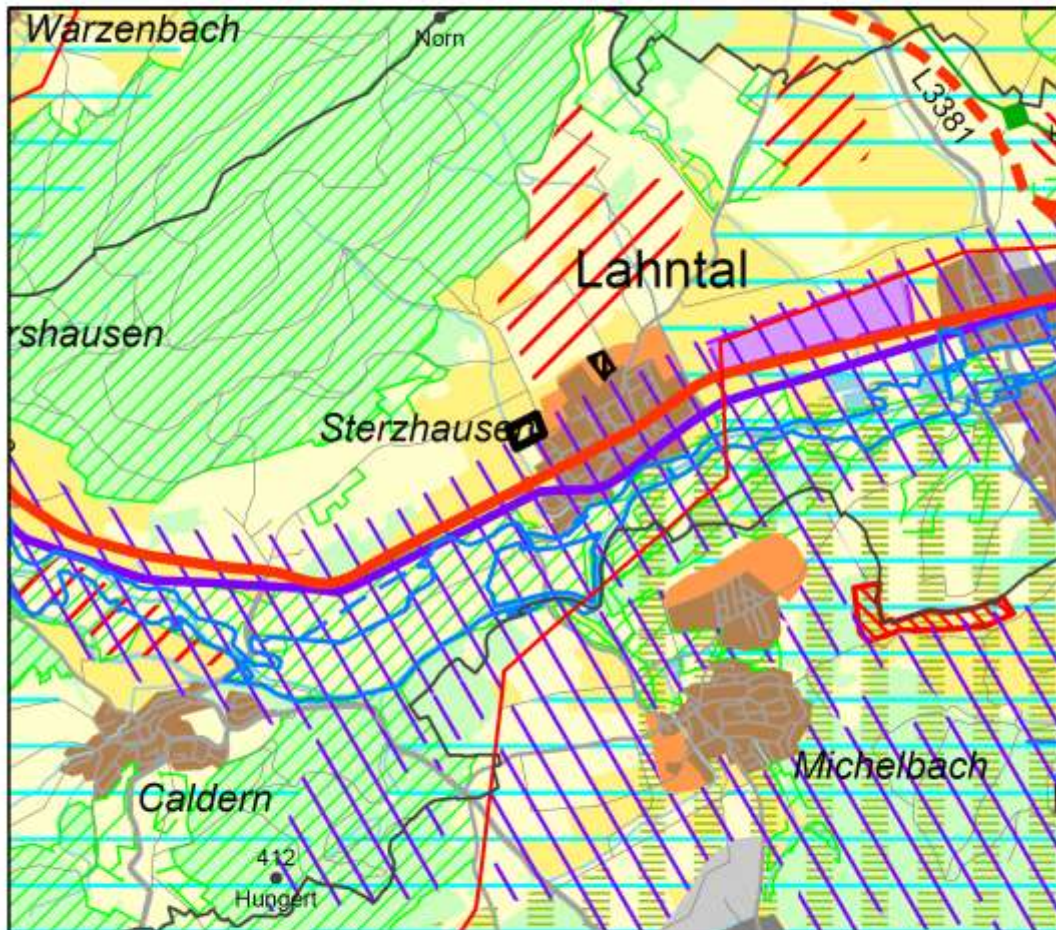 Warzenbach
Norn
L3381
Lahntal
rshausen
Sterzhausen
Michelbach
Caldern
412
Hungert